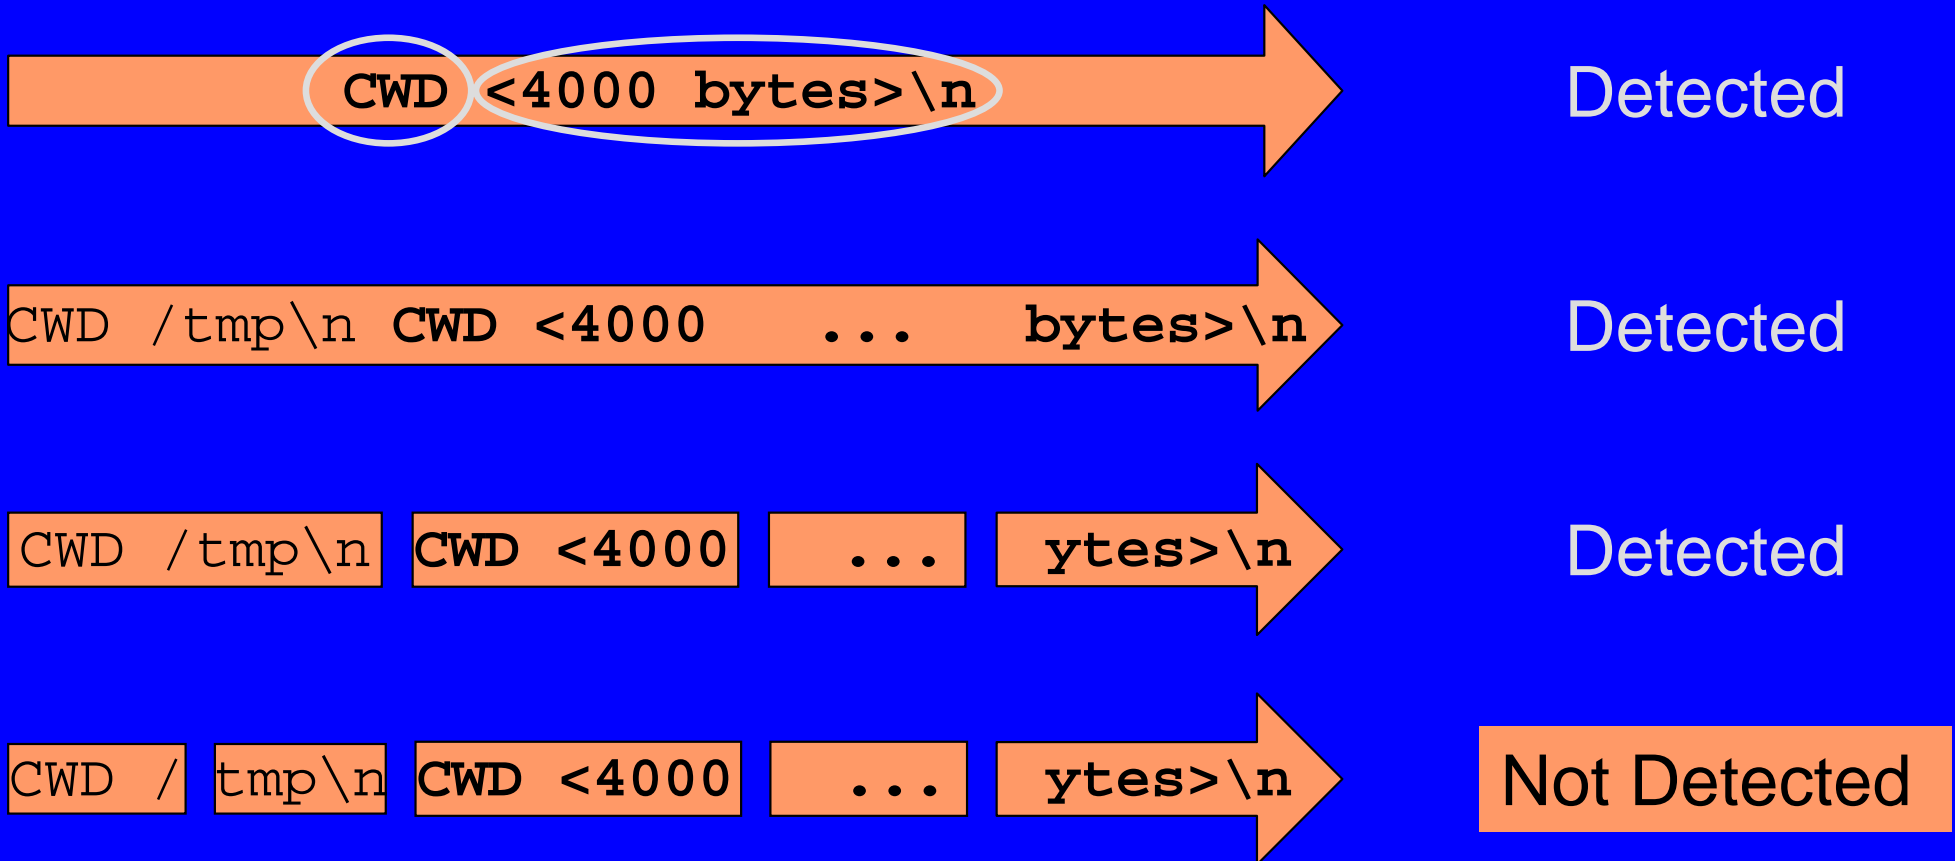 CWD <4000 bytes>\n Detected
CWD /tmp\n CWD <4000 ... bytes>\n Detected
CWD /tmp\n CWD <4000 ... ytes>\n Detected
CWD / tmp\n CWD <4000 ... ytes>\n Not Detected